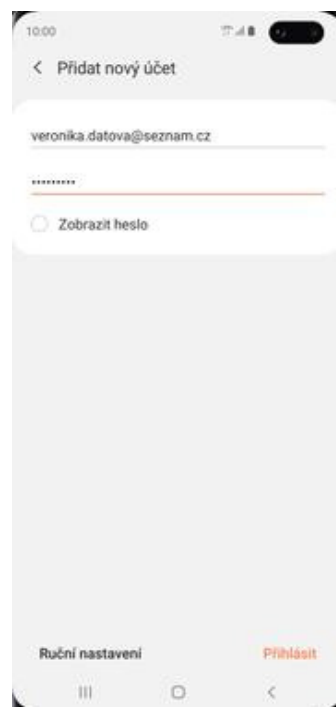 10:00
Přidat nový účet
veronika.datova@seznam.cz
•••••••••
Zobrazit heslo
Ruční nastavení
Přihlásit